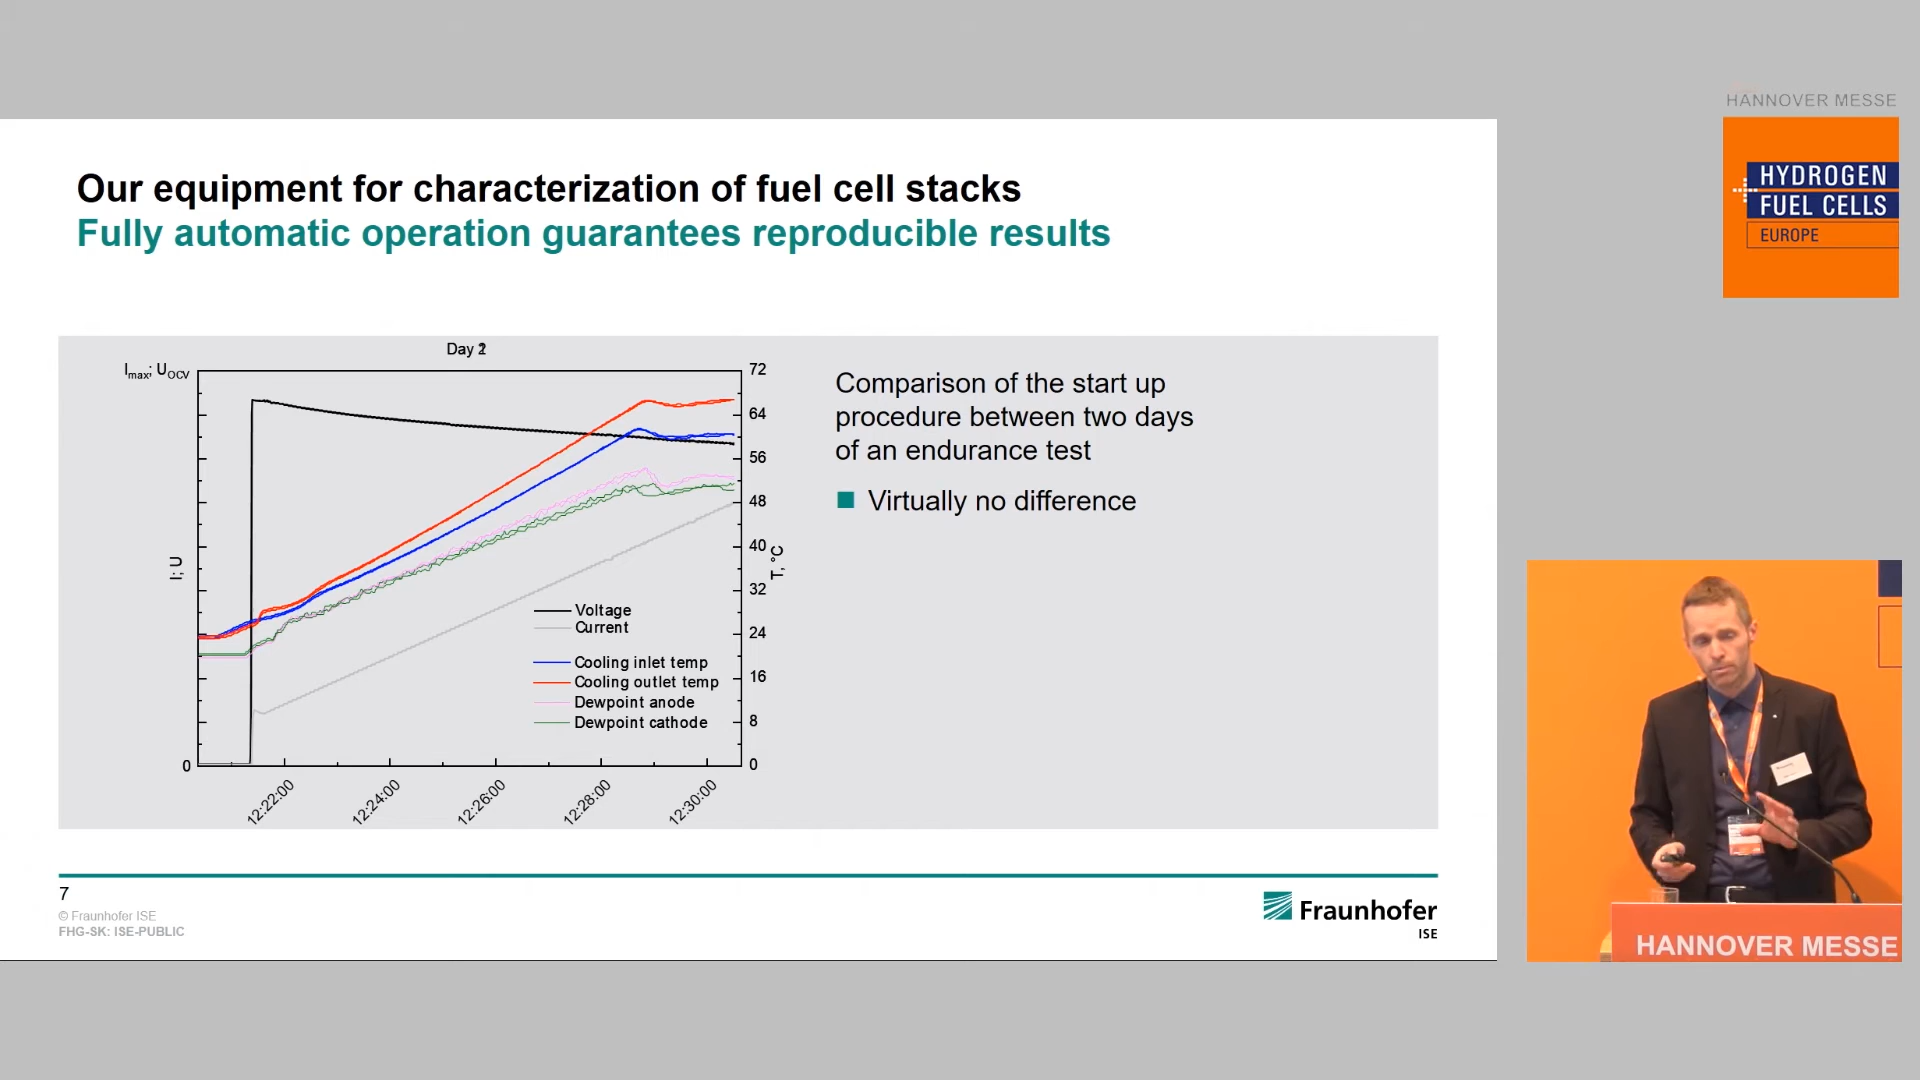 HANNOVER MESSE
HYDROGEN
FUEL CELLS
EUROPE
Our equipment for characterization of fuel cell stacks
Fully automatic operation guarantees reproducible results
Day
Imax; UOCV
72
64
56
48
40
32
24
16
8
0
0
I; U
T, °C
Voltage
Current
Cooling inlet temp
Cooling outlet temp
Dewpoint anode
Dewpoint cathode
12:22:00
12:24:00
12:26:00
12:28:00
12:30:00
Comparison of the start up
procedure between two days
of an endurance test
Virtually no difference
7
© Fraunhofer ISE
FHG-SK: ISE-PUBLIC
Fraunhofer
ISE
HANNOVER MESSE